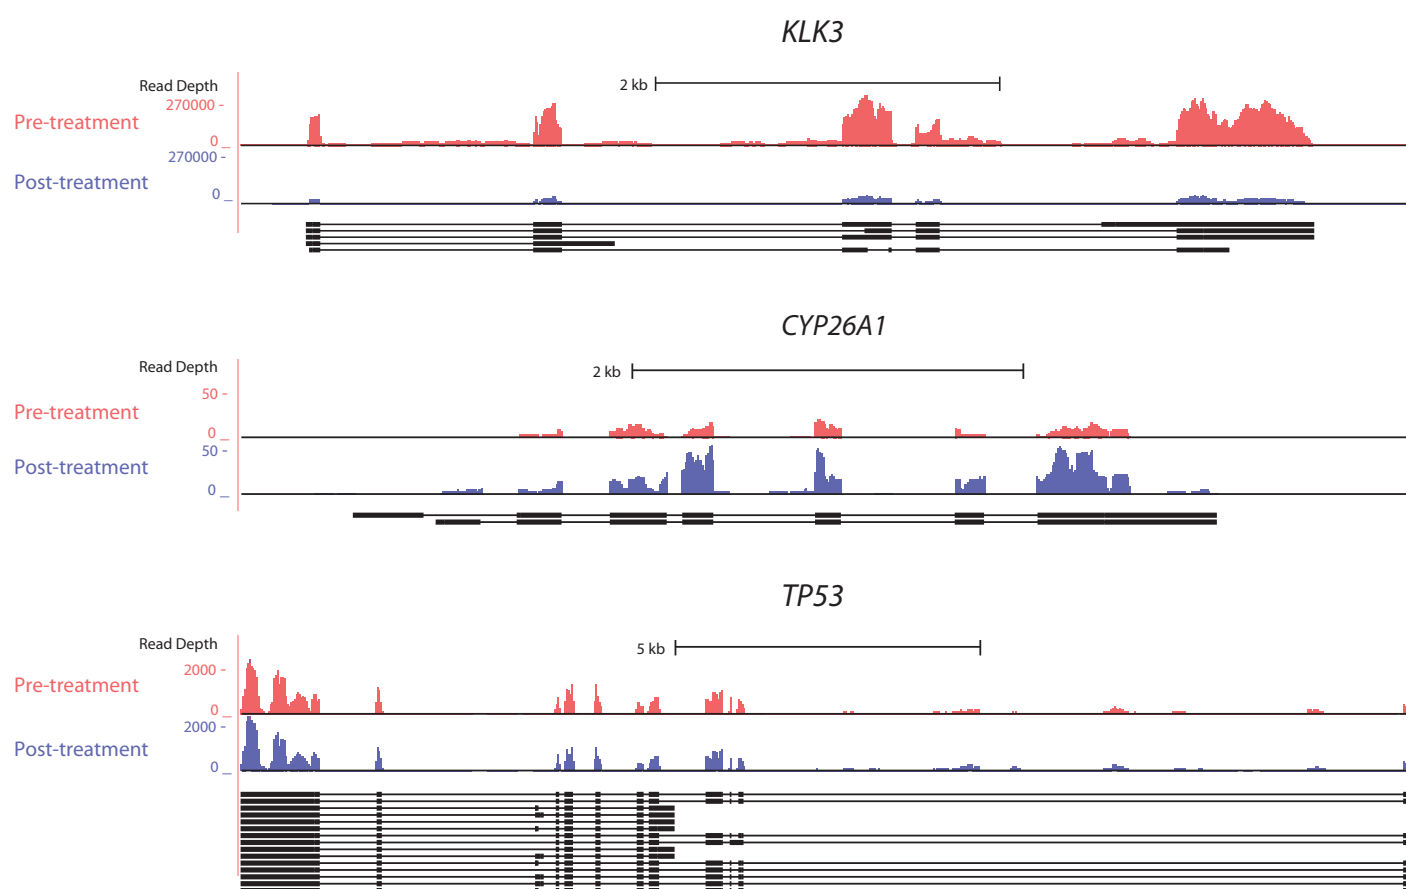 KLK3
Read Depth
2 kb
270000 -
Pre-treatment
0 _
270000 -
Post-treatment
0 _
CYP26A1
Read Depth
2 kb
50 -
Pre-treatment
0 _
50 -
Post-treatment
0 _
TP53
Read Depth
5 kb
2000 -
Pre-treatment
0 _
2000 -
Post-treatment
0 _